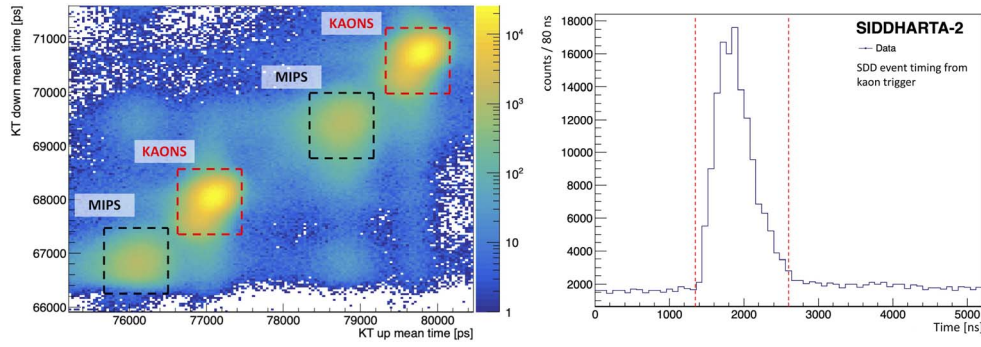 KT down mean time [ps]
71000
70000
69000
68000
67000
66000
KAONS
MIPS
KAONS
MIPS
76000
77000
78000
79000
80000
KT up mean time [ps]
10⁴
10³
10²
10
1
counts / 80 ns
18000
16000
14000
12000
10000
8000
6000
4000
2000
SIDDHARTA-2
Data
SDD event timing from
kaon trigger
0
1000
2000
3000
4000
5000
Time [ns]